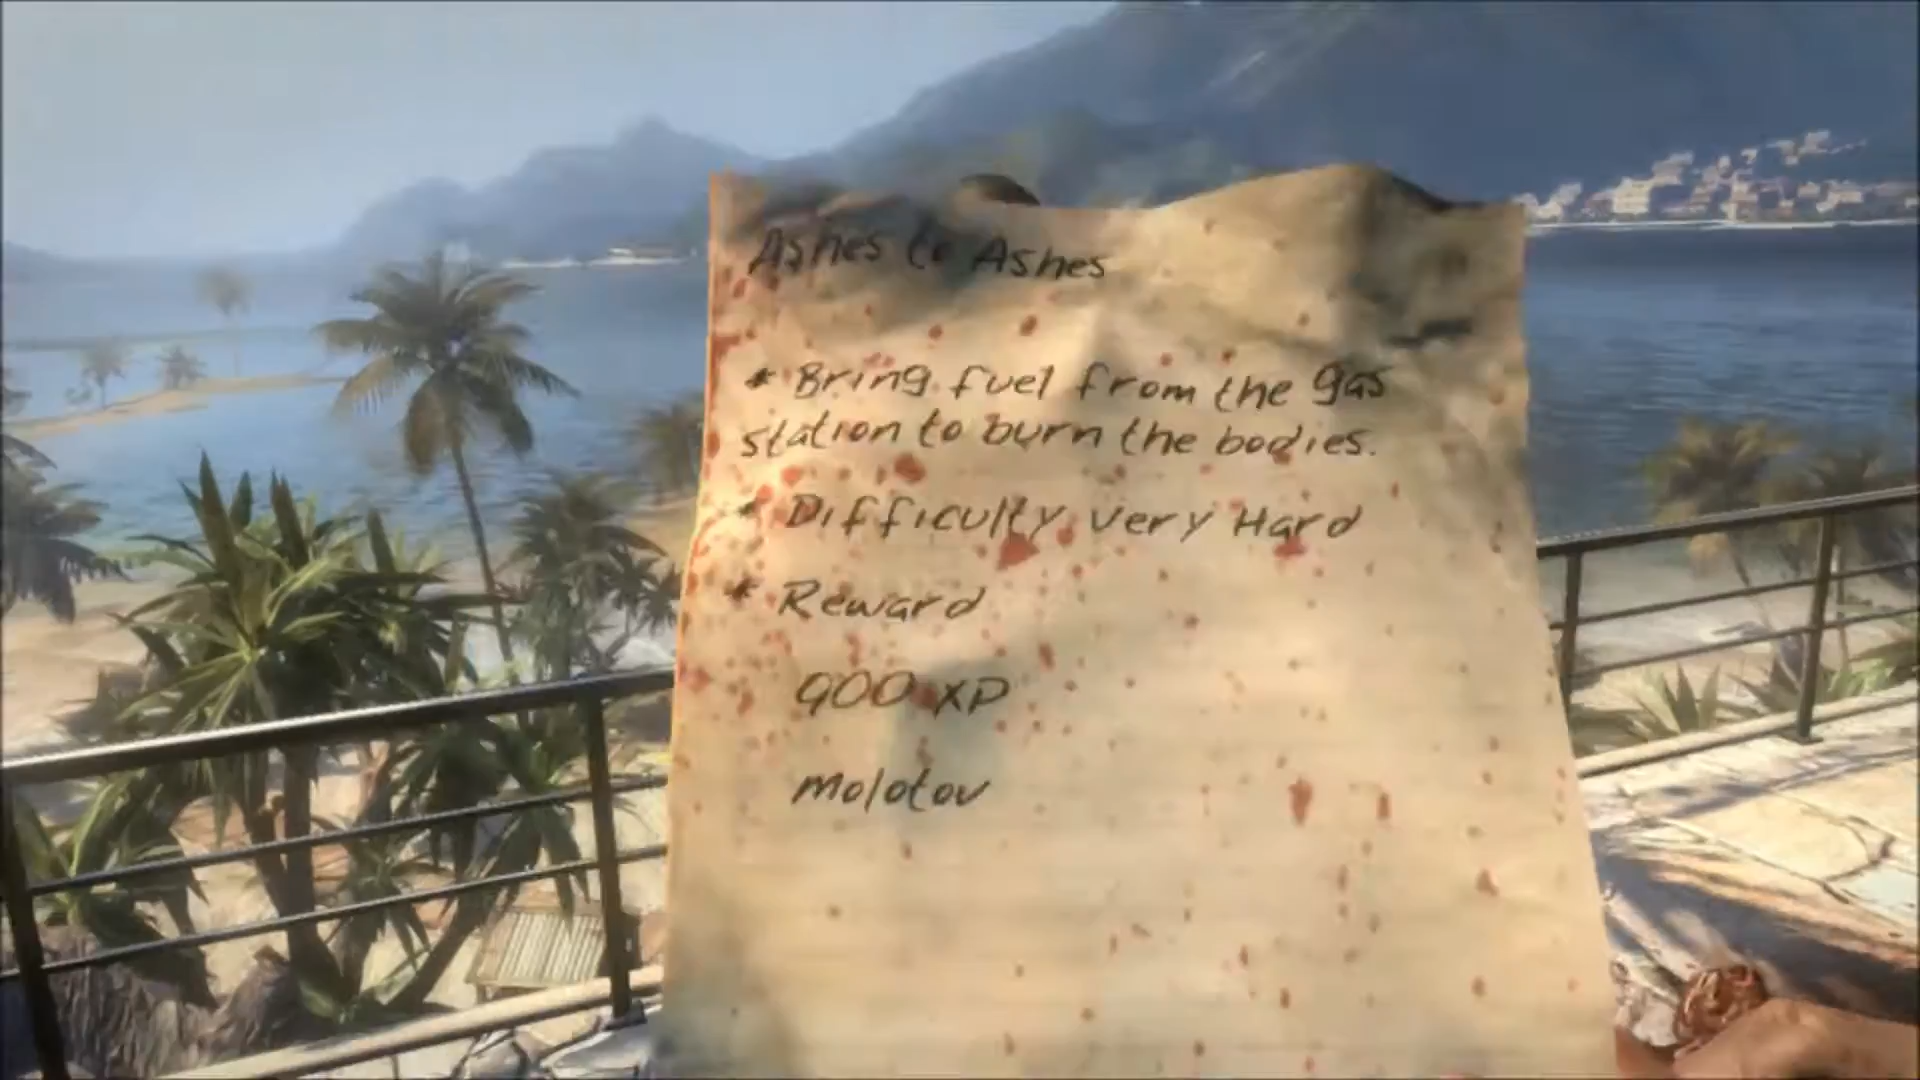 Ashes to Ashes
* Bring fuel from the gas
station to burn the bodies.
* Difficulty Very Hard
* Reward
900 XP
Molotov